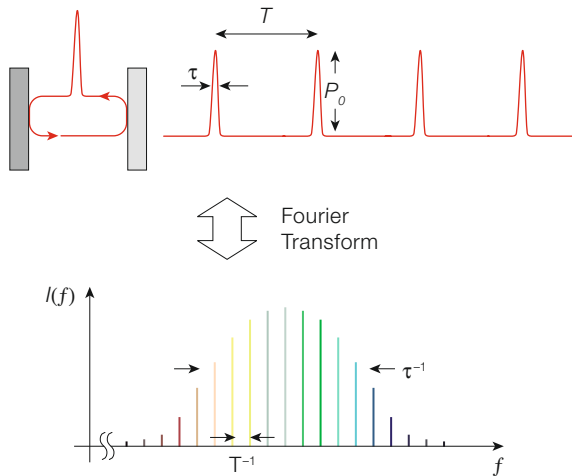 T
τ
P₀
Fourier
Transform
I(f)
τ⁻¹
T⁻¹
f